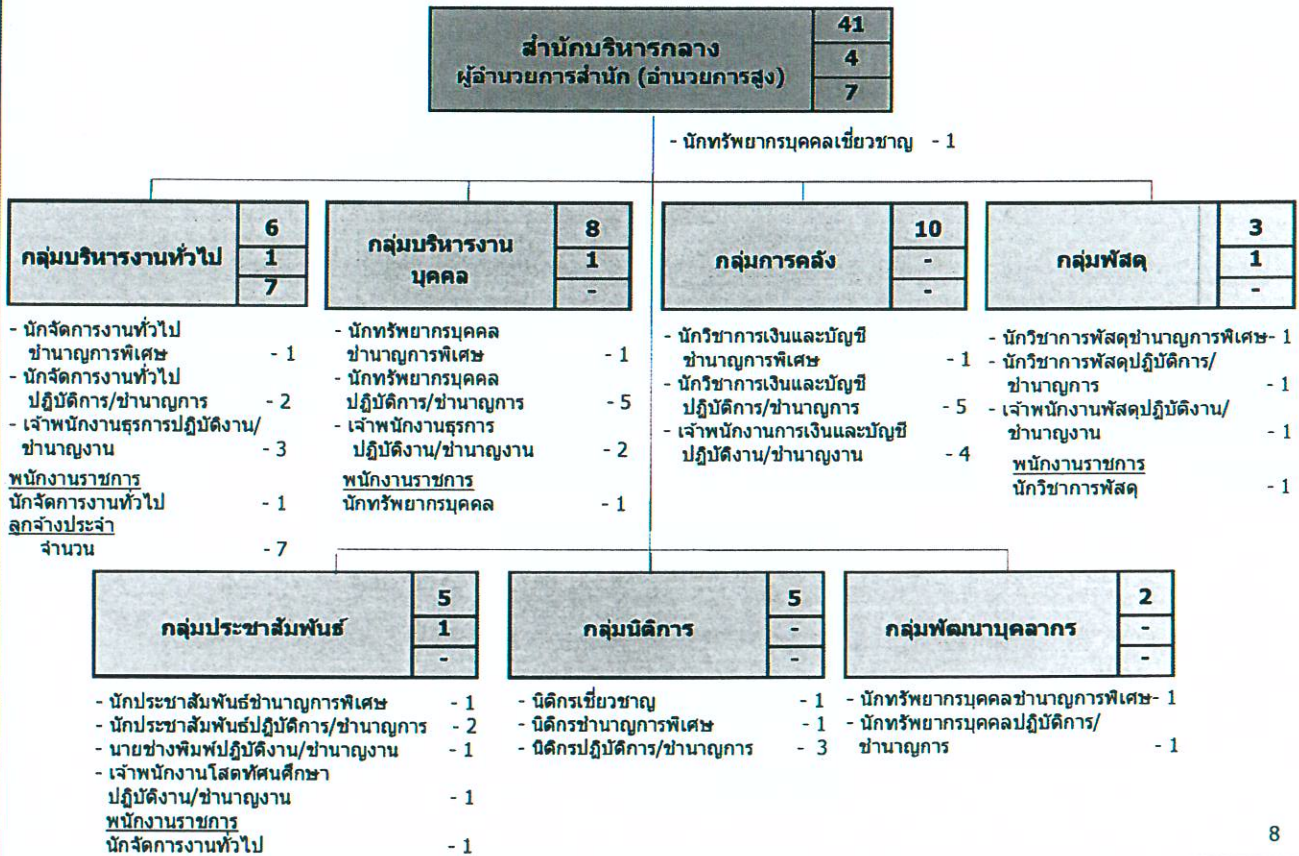 สำนักบริหารกลาง
ผู้อำนวยการสำนัก (อำนวยการสูง)
41
4
7
- นักทรัพยากรบุคคลเชี่ยวชาญ - 1
กลุ่มบริหารงานทั่วไป
6
1
7
- นักจัดการงานทั่วไป
ชำนาญการพิเศษ - 1
- นักจัดการงานทั่วไป
ปฏิบัติการ/ชำนาญการ - 2
- เจ้าพนักงานธุรการปฏิบัติงาน/
ชำนาญงาน - 3
พนักงานราชการ
นักจัดการงานทั่วไป - 1
ลูกจ้างประจำ
จำนวน - 7
กลุ่มบริหารงาน
บุคคล
8
1
-
- นักทรัพยากรบุคคล
ชำนาญการพิเศษ - 1
- นักทรัพยากรบุคคล
ปฏิบัติการ/ชำนาญการ - 5
- เจ้าพนักงานธุรการ
ปฏิบัติงาน/ชำนาญงาน - 2
พนักงานราชการ
นักทรัพยากรบุคคล - 1
กลุ่มการคลัง
10
-
-
- นักวิชาการเงินและบัญชี
ชำนาญการพิเศษ - 1
- นักวิชาการเงินและบัญชี
ปฏิบัติการ/ชำนาญการ - 5
- เจ้าพนักงานการเงินและบัญชี
ปฏิบัติงาน/ชำนาญงาน - 4
กลุ่มพัสดุ
3
1
-
- นักวิชาการพัสดุชำนาญการพิเศษ- 1
- นักวิชาการพัสดุปฏิบัติการ/
ชำนาญการ - 1
- เจ้าพนักงานพัสดุปฏิบัติงาน/
ชำนาญงาน - 1
พนักงานราชการ
นักวิชาการพัสดุ - 1
กลุ่มประชาสัมพันธ์
5
1
-
- นักประชาสัมพันธ์ชำนาญการพิเศษ - 1
- นักประชาสัมพันธ์ปฏิบัติการ/ชำนาญการ - 2
- นายช่างพิมพ์ปฏิบัติงาน/ชำนาญงาน - 1
- เจ้าพนักงานโสตทัศนศึกษา
ปฏิบัติงาน/ชำนาญงาน - 1
พนักงานราชการ
นักจัดการงานทั่วไป - 1
กลุ่มนิติการ
5
-
-
- นิติกรเชี่ยวชาญ - 1
- นิติกรชำนาญการพิเศษ - 1
- นิติกรปฏิบัติการ/ชำนาญการ - 3
กลุ่มพัฒนาบุคลากร
2
-
-
- นักทรัพยากรบุคคลชำนาญการพิเศษ- 1
- นักทรัพยากรบุคคลปฏิบัติการ/
ชำนาญการ - 1
8